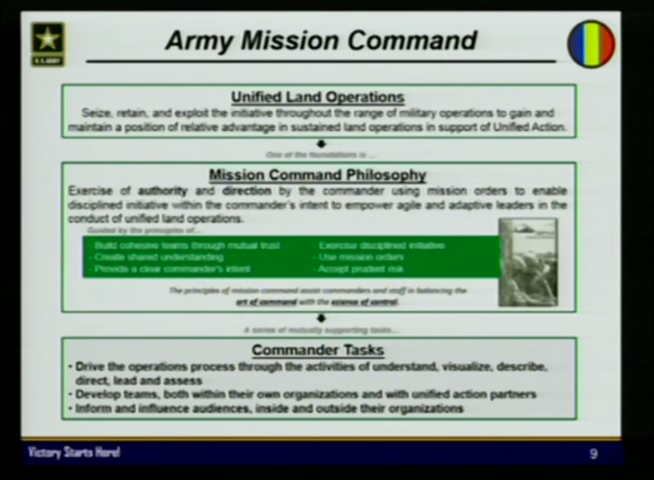 Army Mission Command
U.S. ARMY
Unified Land Operations
Seize, retain, and exploit the initiative throughout the range of military operations to gain and
maintain a position of relative advantage in sustained land operations in support of Unified Action.
One of the foundations is ...
Mission Command Philosophy
Exercise of authority and direction by the commander using mission orders to enable
disciplined initiative within the commander's intent to empower agile and adaptive leaders in the
conduct of unified land operations.
Guided by the principles of...
- Build cohesive teams through mutual trust
- Create shared understanding
- Provide a clear commander's intent
- Exercise disciplined initiative
- Use mission orders
- Accept prudent risk
The principles of mission command assist commanders and staff in balancing the
art of command with the science of control.
A series of mutually supporting tasks...
Commander Tasks
• Drive the operations process through the activities of understand, visualize, describe,
direct, lead and assess
• Develop teams, both within their own organizations and with unified action partners
• Inform and influence audiences, inside and outside their organizations
Victory Starts Here!
9